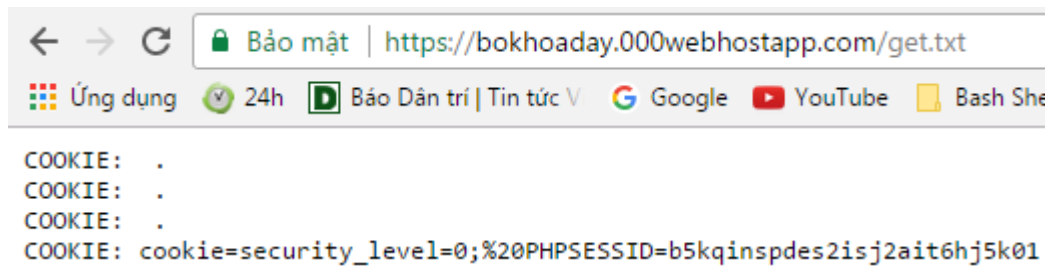 Bảo mật | https://bokhoaday.000webhostapp.com/get.txt
Ứng dụng 24h D Báo Dân trí | Tin tức V G Google YouTube Bash She
COOKIE: .
COOKIE: .
COOKIE: .
COOKIE: cookie=security_level=0;%20PHPSESSID=b5kqinspdes2isj2ait6hj5k01